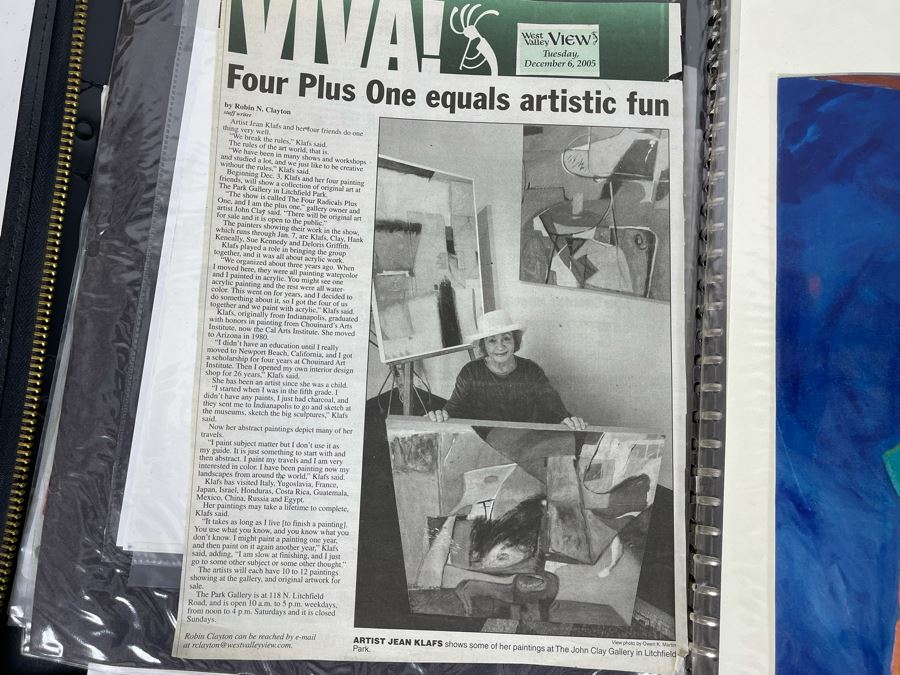 VIVA!
West
Valley VIEW
Tuesday,
December 6, 2005
Four Plus One equals artistic fun
by Robin N. Clayton
staff writer
Artist Jean Klafs and her four friends do one
thing very well.
"We break the rules," Klafs said.
The rules of the art world, that is.
"We have been in many shows and workshops
and studied a lot, and we just like to be creative
without the rules," Klafs said.
Beginning Dec. 3, Klafs and her four painting
friends, will show a collection of original art at
The Park Gallery in Litchfield Park.
"The show is called The Four Radicals Plus
One, and I am the plus one," gallery owner and
artist John Clay said. "There will be original art
for sale and it is open to the public."
The painters showing their work in the show,
which runs through Jan. 7, are Klafs, Clay, Hank
Keneally, Sue Kennedy and Deloris Griffith.
Klafs played a role in bringing the group
together, and it was all about acrylic work.
"We organized about three years ago. When
I moved here, they were all painting watercolor
and I painted in acrylic. You might see one
acrylic painting and the rest were all water-
color. This went on for years, and I decided to
do something about it, so I got the four of us
together and we paint with acrylic," Klafs said.
Klafs, originally from Indianapolis, graduated
with honors in painting from Chouinard's Arts
Institute, now the Cal Arts Institute. She moved
to Arizona in 1980.
"I didn't have an education until I really
moved to Newport Beach, California, and I got
a scholarship for four years at Chouinard Art
Institute. Then I opened my own interior design
shop for 26 years," Klafs said.
She has been an artist since she was a child.
"I started when I was in the fifth grade. I
didn't have any paints, I just had charcoal, and
they sent me to Indianapolis to go and sketch at
the museums, sketch the big sculptures," Klafs
said.
Now her abstract paintings depict many of her
travels.
"I paint subject matter but I don't use it as
my guide. It is just something to start with and
then abstract. I paint my travels and I am very
interested in color. I have been painting now my
landscapes from around the world," Klafs said.
Klafs has visited Italy, Yugoslavia, France,
Japan, Israel, Honduras, Costa Rica, Guatemala,
Mexico, China, Russia and Egypt.
Her paintings may take a lifetime to complete,
Klafs said.
"It takes as long as I live [to finish a painting].
You use what you know, and you know what you
don't know. I might paint a painting one year,
and then paint on it again another year," Klafs
said, adding, "I am slow at finishing, and I just
go to some other subject or some other thought."
The artists will each have 10 to 12 paintings
showing at the gallery, and original artwork for
sale.
The Park Gallery is at 118 N. Litchfield
Road, and is open 10 a.m. to 5 p.m. weekdays,
from noon to 4 p.m. Saturdays and it is closed
Sundays.
Robin Clayton can be reached by e-mail
at rclayton@westvalleyview.com.
View photo by Owen K. Martin
ARTIST JEAN KLAFS shows some of her paintings at The John Clay Gallery in Litchfield
Park.